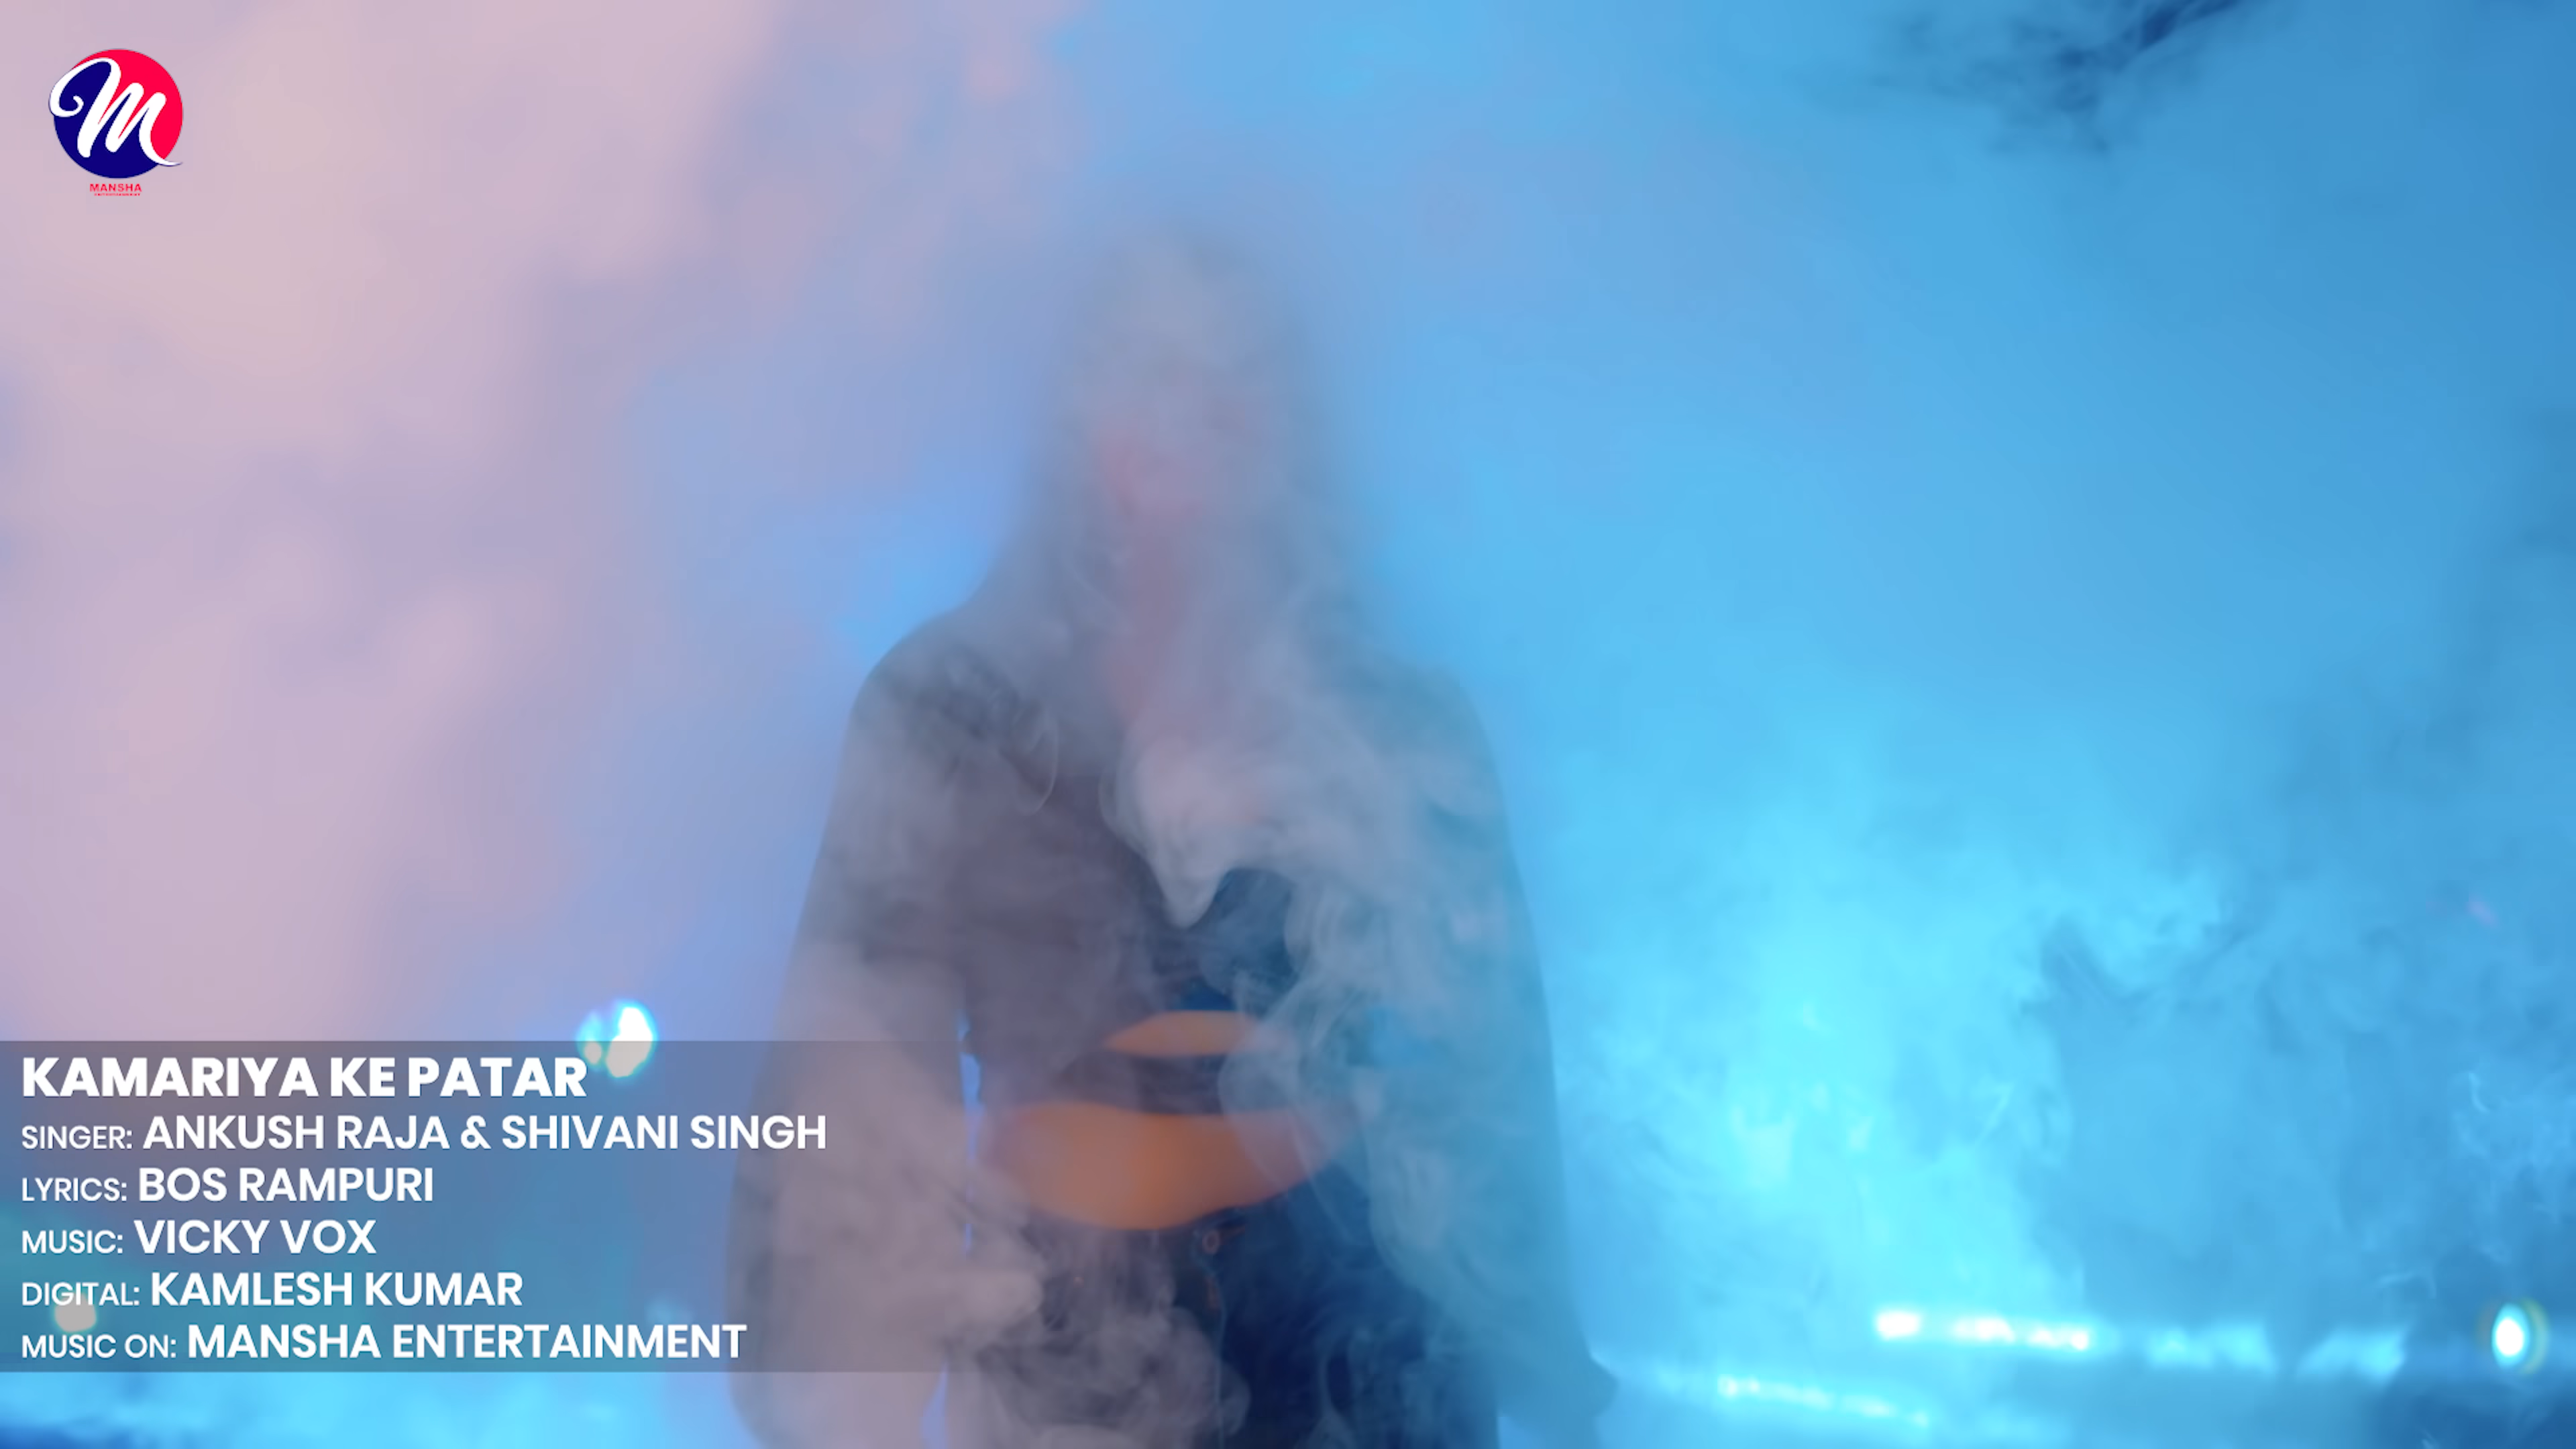 MANSHA
KAMARIYA KE PATAR
SINGER: ANKUSH RAJA & SHIVANI SINGH
LYRICS: BOS RAMPURI
MUSIC: VICKY VOX
DIGITAL: KAMLESH KUMAR
MUSIC ON: MANSHA ENTERTAINMENT